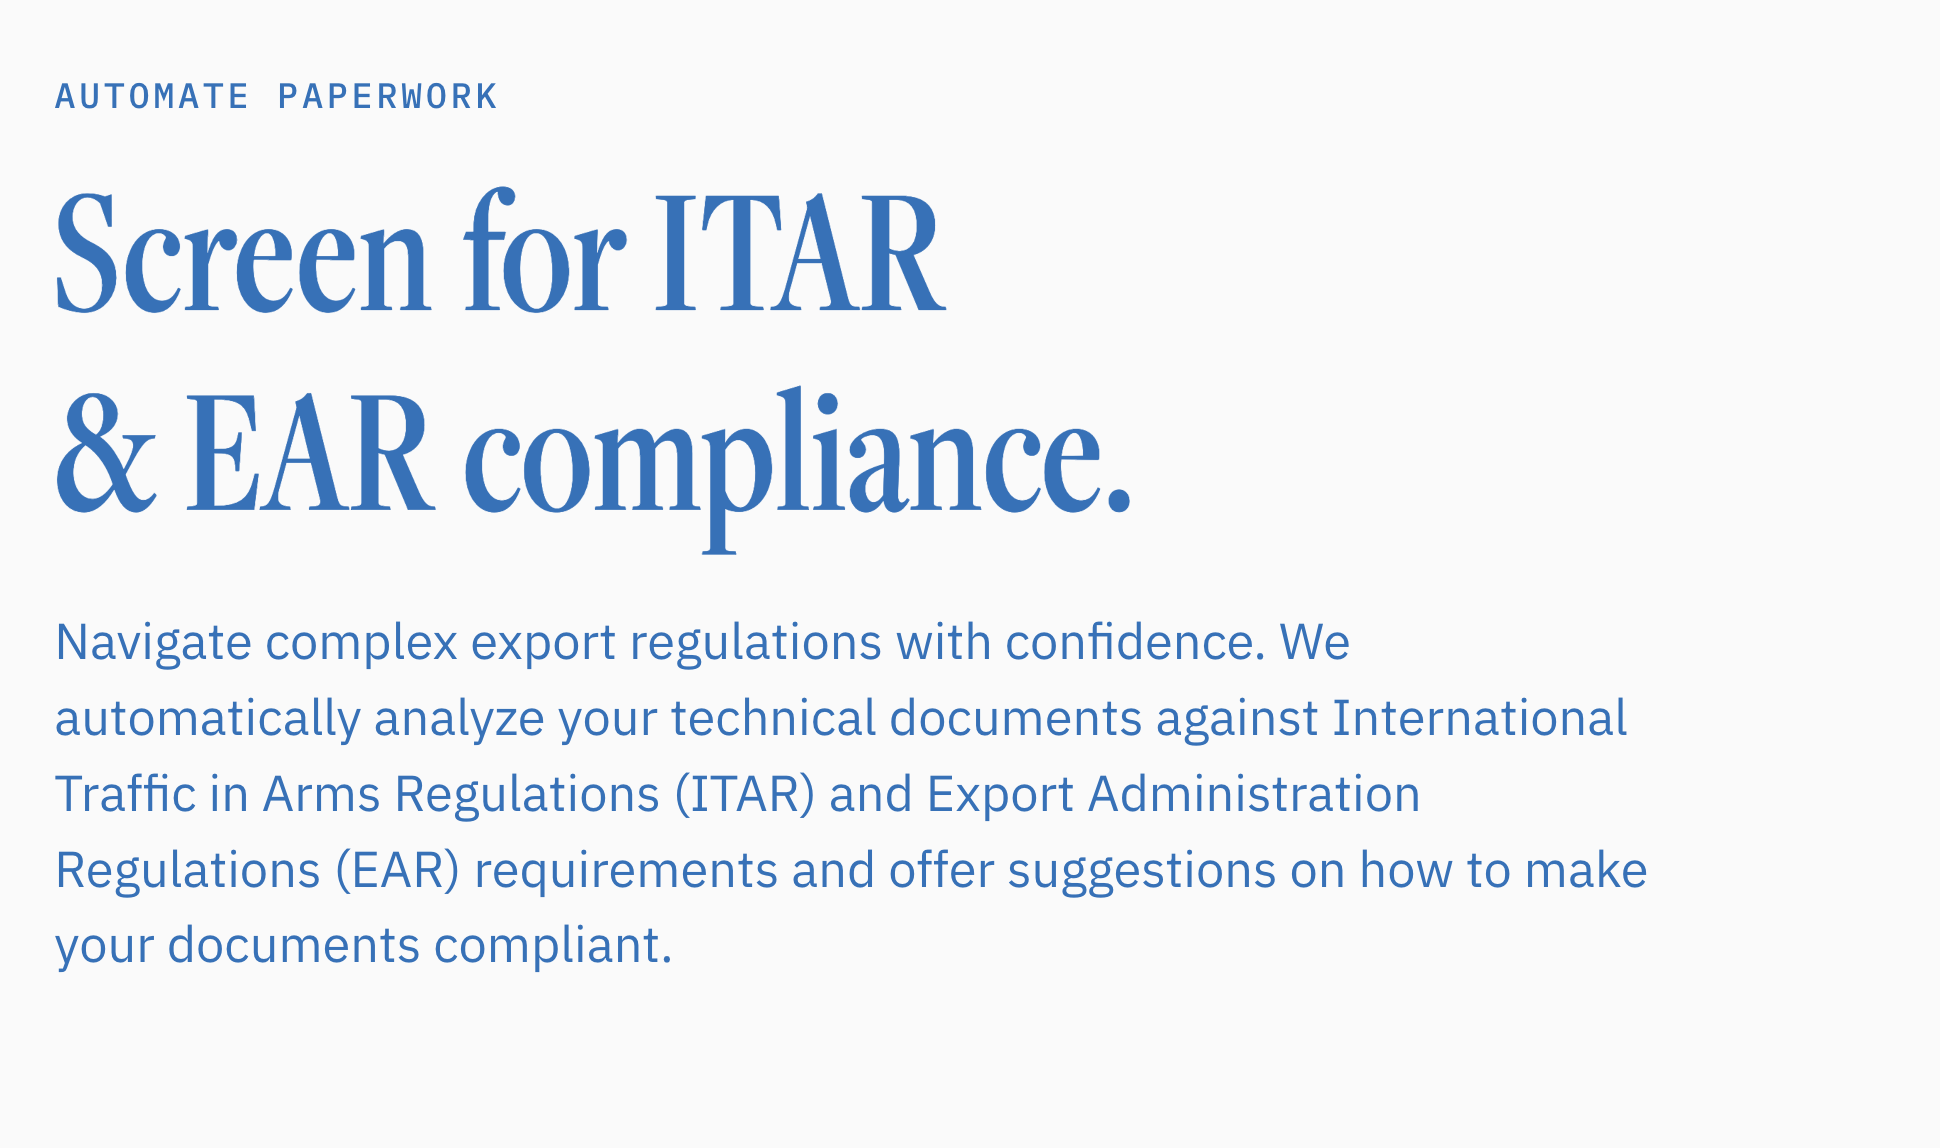 AUTOMATE PAPERWORK
Screen for ITAR
& EAR compliance.
Navigate complex export regulations with confidence. We
automatically analyze your technical documents against International
Traffic in Arms Regulations (ITAR) and Export Administration
Regulations (EAR) requirements and offer suggestions on how to make
your documents compliant.